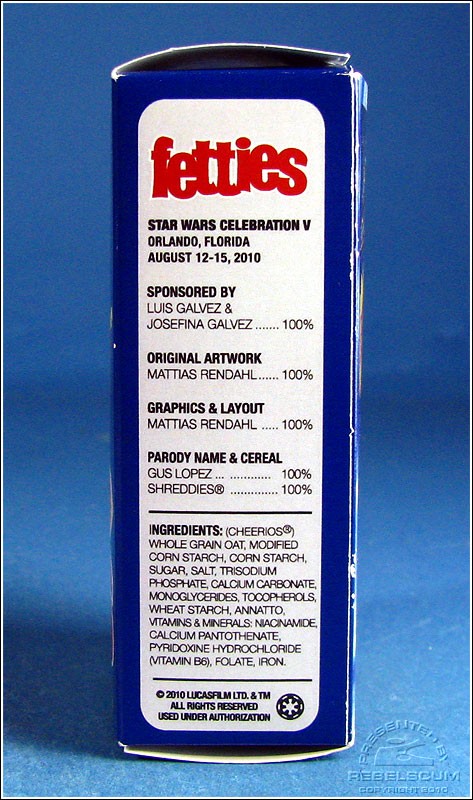 fetties
STAR WARS CELEBRATION V
ORLANDO, FLORIDA
AUGUST 12-15, 2010
SPONSORED BY
LUIS GALVEZ &
JOSEFINA GALVEZ ....... 100%
ORIGINAL ARTWORK
MATTIAS RENDAHL ...... 100%
GRAPHICS & LAYOUT
MATTIAS RENDAHL ..... 100%
PARODY NAME & CEREAL
GUS LOPEZ ... ............ 100%
SHREDDIES® ............. 100%
INGREDIENTS: (CHEERIOS®)
WHOLE GRAIN OAT, MODIFIED
CORN STARCH, CORN STARCH,
SUGAR, SALT, TRISODIUM
PHOSPHATE, CALCIUM CARBONATE,
MONOGLYCERIDES, TOCOPHEROLS,
WHEAT STARCH, ANNATTO,
VITAMINS & MINERALS: NIACINAMIDE,
CALCIUM PANTOTHENATE,
PYRIDOXINE HYDROCHLORIDE
(VITAMIN B6), FOLATE, IRON.
© 2010 LUCASFILM LTD. & TM
ALL RIGHTS RESERVED
USED UNDER AUTHORIZATION
PRESENTED BY
REBELSCUM
COPYRIGHT 2010